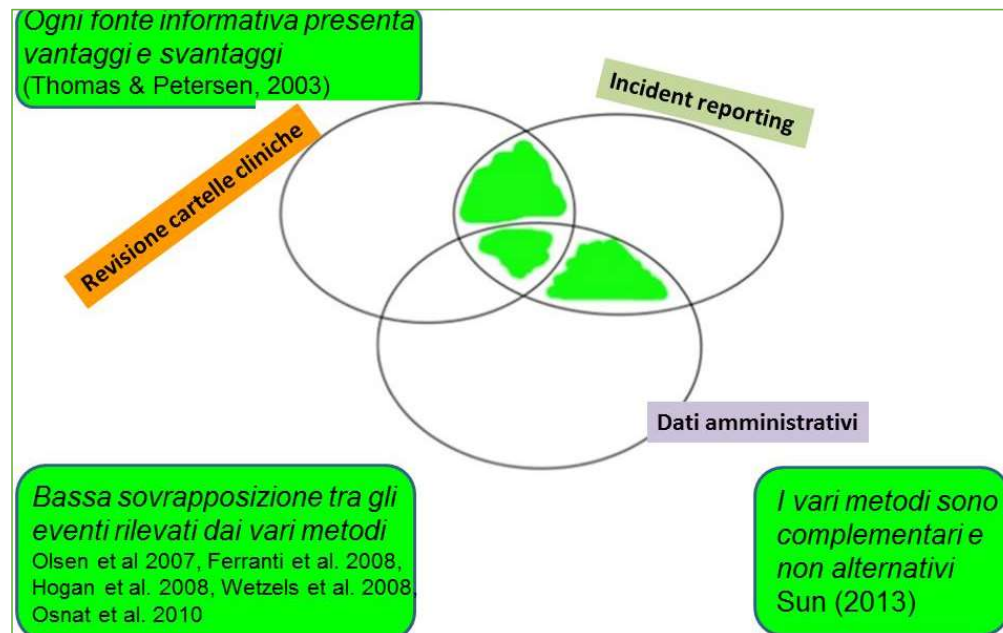 Ogni fonte informativa presenta
vantaggi e svantaggi
(Thomas & Petersen, 2003)
Incident reporting
Revisione cartelle cliniche
Dati amministrativi
Bassa sovrapposizione tra gli
eventi rilevati dai vari metodi
Olsen et al 2007, Ferranti et al. 2008,
Hogan et al. 2008, Wetzels et al. 2008,
Osnat et al. 2010
I vari metodi sono
complementari e
non alternativi
Sun (2013)